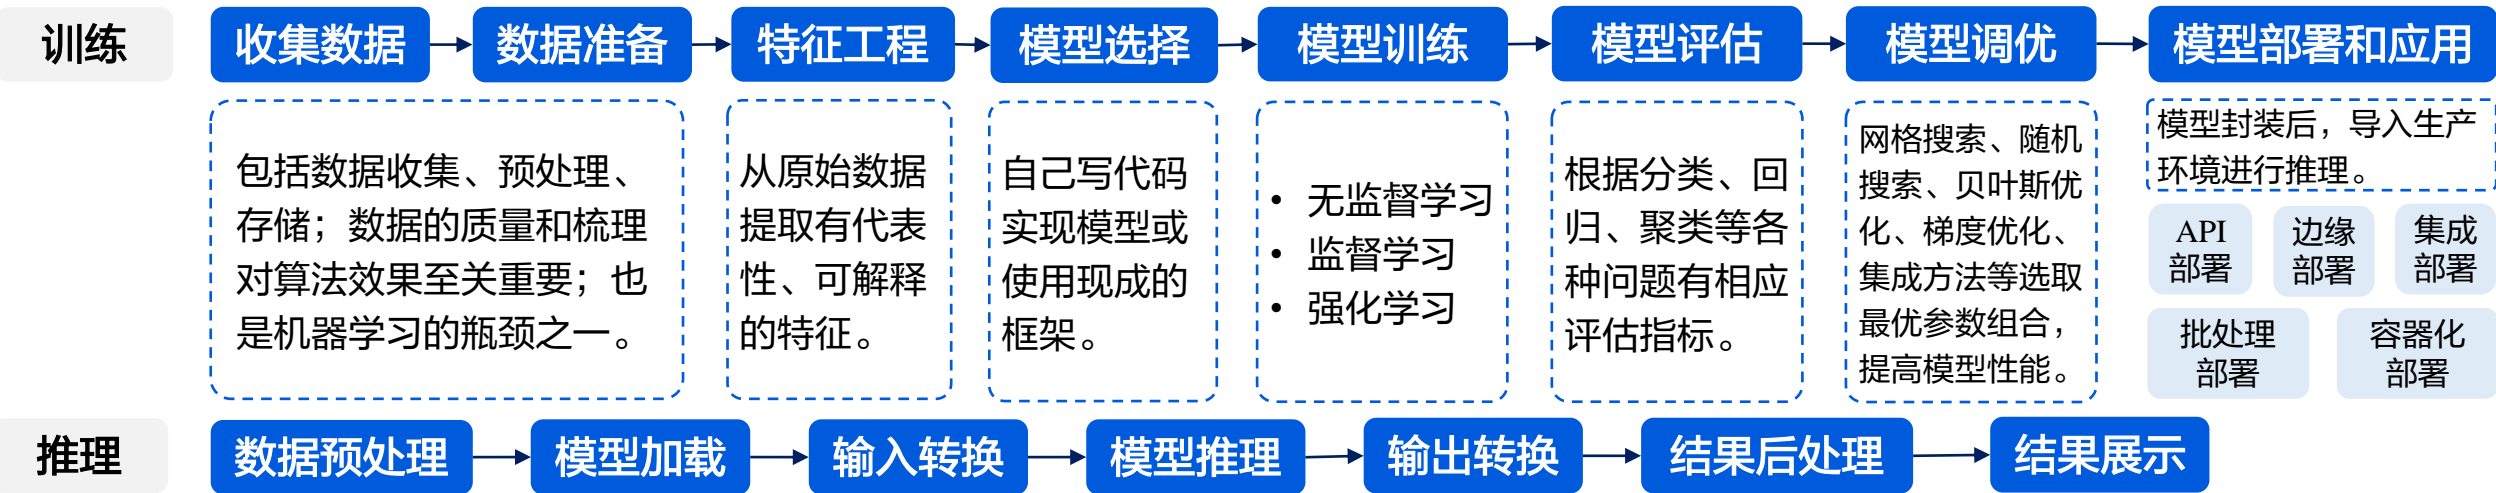 训练
收集数据
数据准备
特征工程
模型选择
模型训练
模型评估
模型调优
模型部署和应用
包括数据收集、预处理、
存储；数据的质量和梳理
对算法效果至关重要；也
是机器学习的瓶颈之一。
从原始数据
提取有代表
性、可解释
的特征。
自己写代码
实现模型或
使用现成的
框架。
• 无监督学习
• 监督学习
• 强化学习
根据分类、回
归、聚类等各
种问题有相应
评估指标。
网格搜索、随机
搜索、贝叶斯优
化、梯度优化、
集成方法等选取
最优参数组合，
提高模型性能。
模型封装后，导入生产
环境进行推理。
API
部署
边缘
部署
集成
部署
批处理
部署
容器化
部署
推理
数据预处理
模型加载
输入转换
模型推理
输出转换
结果后处理
结果展示